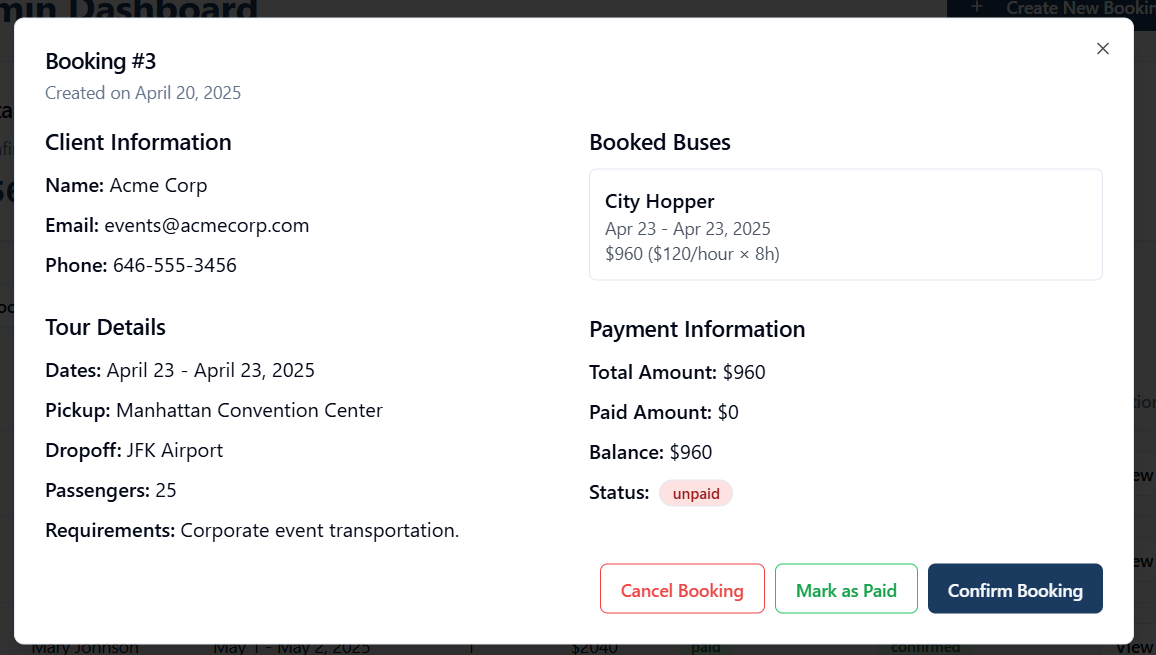 min Dashboard
+ Create New Bookin
Booking #3
Created on April 20, 2025
Client Information
Name: Acme Corp
Email: events@acmecorp.com
Phone: 646-555-3456
Tour Details
Dates: April 23 - April 23, 2025
Pickup: Manhattan Convention Center
Dropoff: JFK Airport
Passengers: 25
Requirements: Corporate event transportation.
Booked Buses
City Hopper
Apr 23 - Apr 23, 2025
$960 ($120/hour × 8h)
Payment Information
Total Amount: $960
Paid Amount: $0
Balance: $960
Status: unpaid
Cancel Booking
Mark as Paid
Confirm Booking
Mary Johnson May 1 - May 2, 2025 1 $2040 paid confirmed View